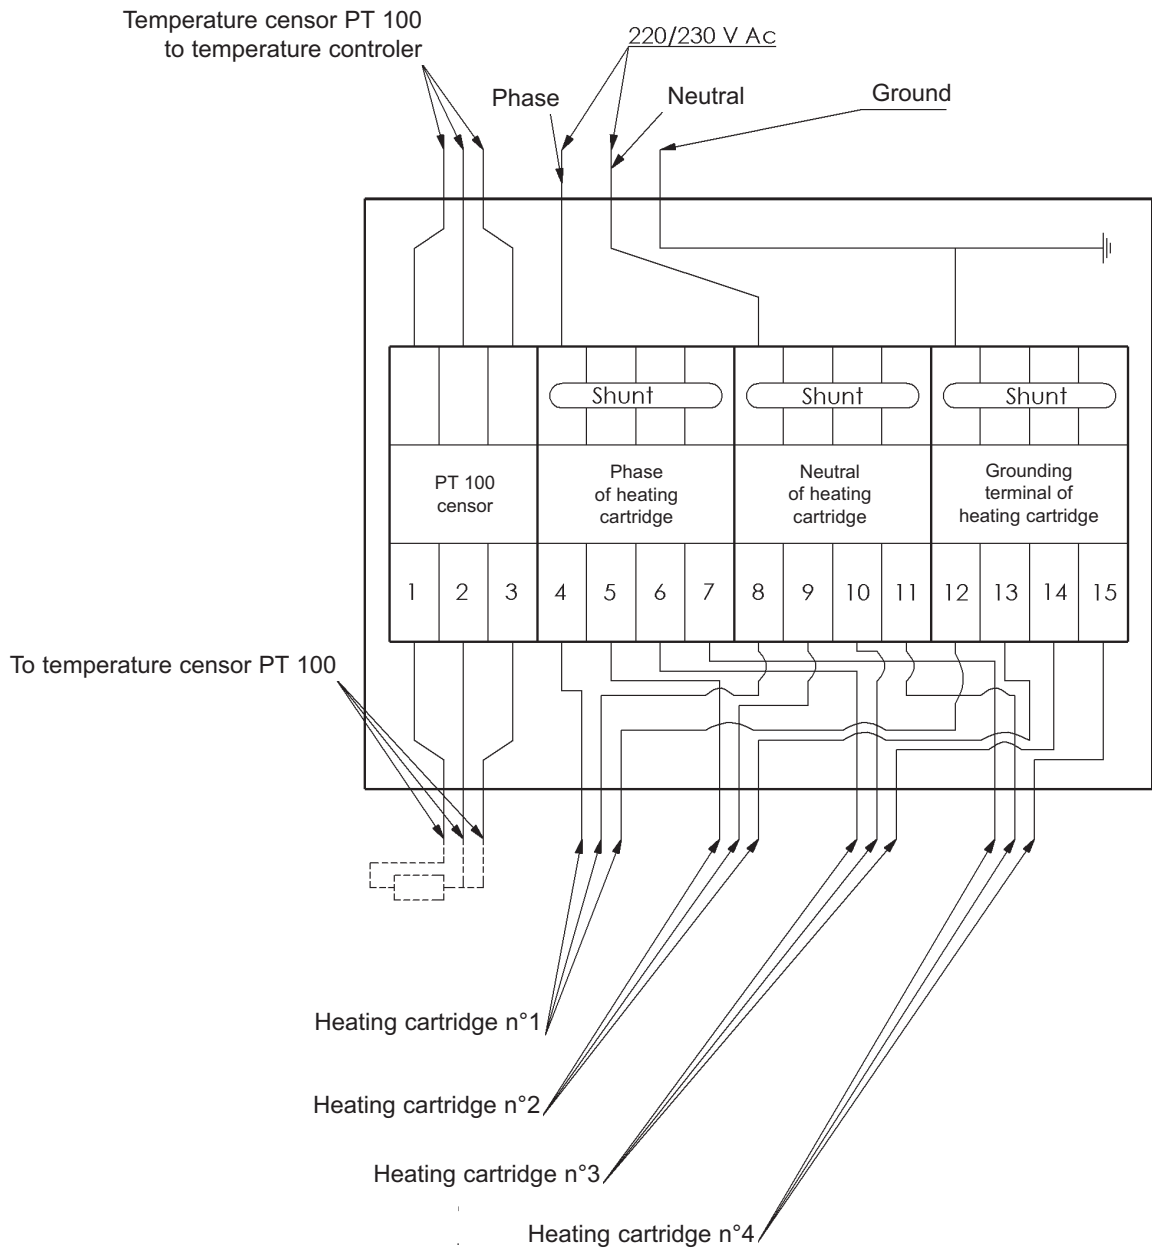 Temperature censor PT 100
to temperature controler
220/230 V Ac
Phase
Neutral
Ground
Shunt
Shunt
Shunt
PT 100
censor
Phase
of heating
cartridge
Neutral
of heating
cartridge
Grounding
terminal of
heating cartridge
1 2 3 4 5 6 7 8 9 10 11 12 13 14 15
To temperature censor PT 100
Heating cartridge n°1
Heating cartridge n°2
Heating cartridge n°3
Heating cartridge n°4